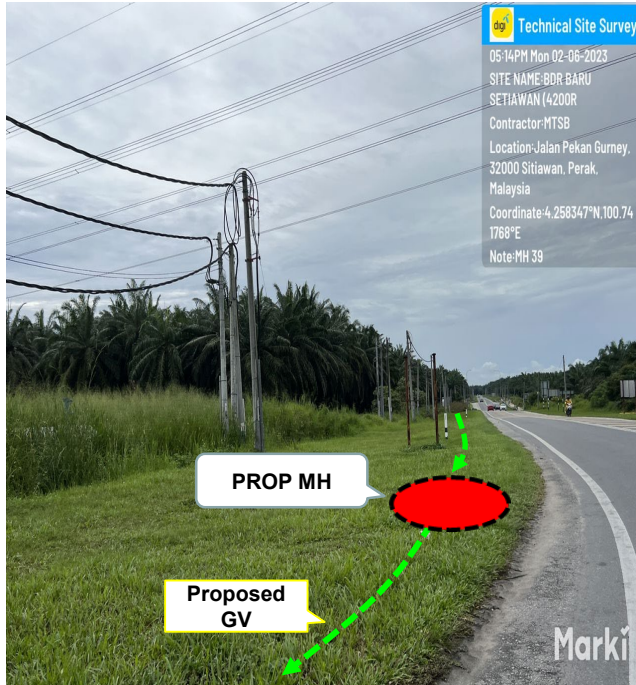 digi Technical Site Survey
05:14PM Mon 02-06-2023
SITE NAME:BDR BARU
SETIAWAN (4200R
Contractor:MTSB
Location:Jalan Pekan Gurney,
32000 Sitiawan, Perak,
Malaysia
Coordinate:4.258347°N,100.74
1768°E
Note:MH 39
PROP MH
Proposed
GV
Marki